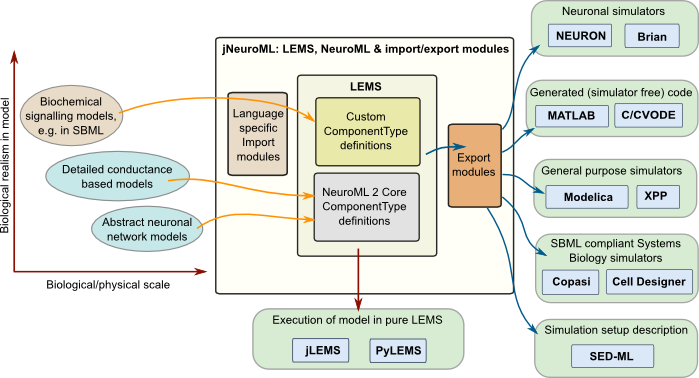 Neuronal simulators
NEURON
Brian
jNeuroML: LEMS, NeuroML & import/export modules
Biological realism in model
Biochemical
signalling models,
e.g. in SBML
Detailed conductance
based models
Abstract neuronal
network models
Biological/physical scale
Language
specific
Import
modules
LEMS
Custom
ComponentType
definitions
NeuroML 2 Core
ComponentType
definitions
Export
modules
Generated (simulator free) code
MATLAB
C/CVODE
General purpose simulators
Modelica
XPP
SBML compliant Systems
Biology simulators
Copasi
Cell Designer
Simulation setup description
SED-ML
Execution of model in pure LEMS
jLEMS
PyLEMS